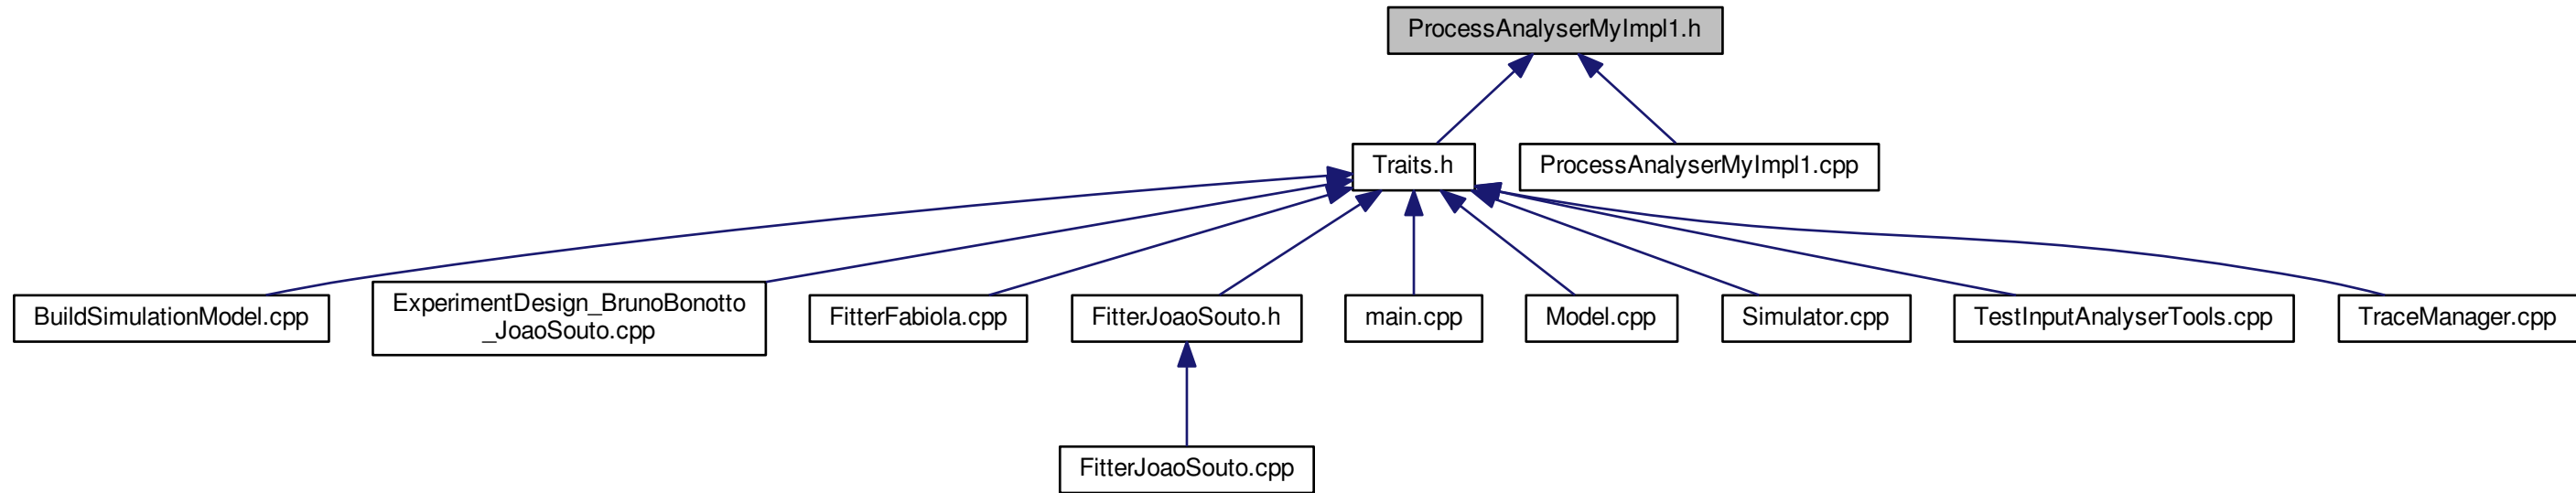 ProcessAnalyserMyImpl1.h
Traits.h
ProcessAnalyserMyImpl1.cpp
BuildSimulationModel.cpp
ExperimentDesign_BrunoBonotto
_JoaoSouto.cpp
FitterFabiola.cpp
FitterJoaoSouto.h
main.cpp
Model.cpp
Simulator.cpp
TestInputAnalyserTools.cpp
TraceManager.cpp
FitterJoaoSouto.cpp